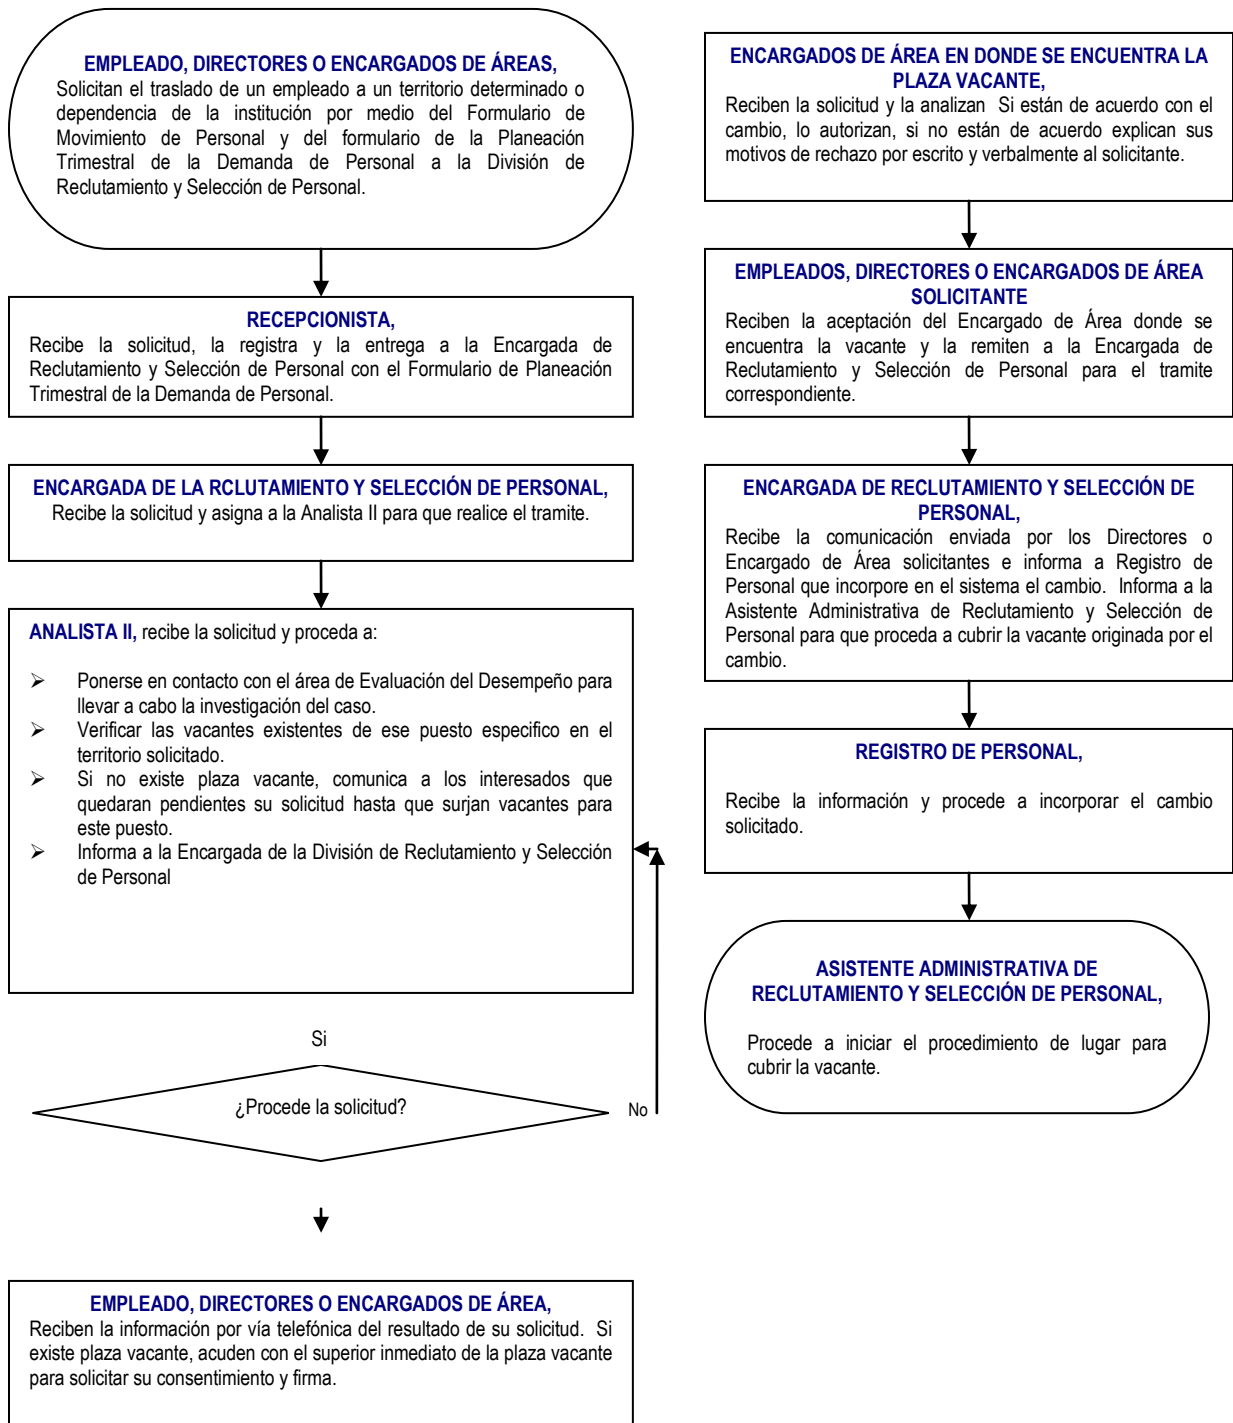 EMPLEADO, DIRECTORES O ENCARGADOS DE ÁREAS,
Solicitan el traslado de un empleado a un territorio determinado o
dependencia de la institución por medio del Formulario de
Movimiento de Personal y del formulario de la Planeación
Trimestral de la Demanda de Personal a la División de
Reclutamiento y Selección de Personal.
RECEPCIONISTA,
Recibe la solicitud, la registra y la entrega a la Encargada de
Reclutamiento y Selección de Personal con el Formulario de Planeación
Trimestral de la Demanda de Personal.
ENCARGADA DE LA RCLUTAMIENTO Y SELECCIÓN DE PERSONAL,
Recibe la solicitud y asigna a la Analista II para que realice el tramite.
ANALISTA II, recibe la solicitud y proceda a:
➢ Ponerse en contacto con el área de Evaluación del Desempeño para
llevar a cabo la investigación del caso.
➢ Verificar las vacantes existentes de ese puesto especifico en el
territorio solicitado.
➢ Si no existe plaza vacante, comunica a los interesados que
quedaran pendientes su solicitud hasta que surjan vacantes para
este puesto.
➢ Informa a la Encargada de la División de Reclutamiento y Selección
de Personal
Si
¿Procede la solicitud?
No
EMPLEADO, DIRECTORES O ENCARGADOS DE ÁREA,
Reciben la información por vía telefónica del resultado de su solicitud. Si
existe plaza vacante, acuden con el superior inmediato de la plaza vacante
para solicitar su consentimiento y firma.
ENCARGADOS DE ÁREA EN DONDE SE ENCUENTRA LA
PLAZA VACANTE,
Reciben la solicitud y la analizan Si están de acuerdo con el
cambio, lo autorizan, si no están de acuerdo explican sus
motivos de rechazo por escrito y verbalmente al solicitante.
EMPLEADOS, DIRECTORES O ENCARGADOS DE ÁREA
SOLICITANTE
Reciben la aceptación del Encargado de Área donde se
encuentra la vacante y la remiten a la Encargada de
Reclutamiento y Selección de Personal para el tramite
correspondiente.
ENCARGADA DE RECLUTAMIENTO Y SELECCIÓN DE
PERSONAL,
Recibe la comunicación enviada por los Directores o
Encargado de Área solicitantes e informa a Registro de
Personal que incorpore en el sistema el cambio. Informa a la
Asistente Administrativa de Reclutamiento y Selección de
Personal para que proceda a cubrir la vacante originada por el
cambio.
REGISTRO DE PERSONAL,
Recibe la información y procede a incorporar el cambio
solicitado.
ASISTENTE ADMINISTRATIVA DE
RECLUTAMIENTO Y SELECCIÓN DE PERSONAL,
Procede a iniciar el procedimiento de lugar para
cubrir la vacante.